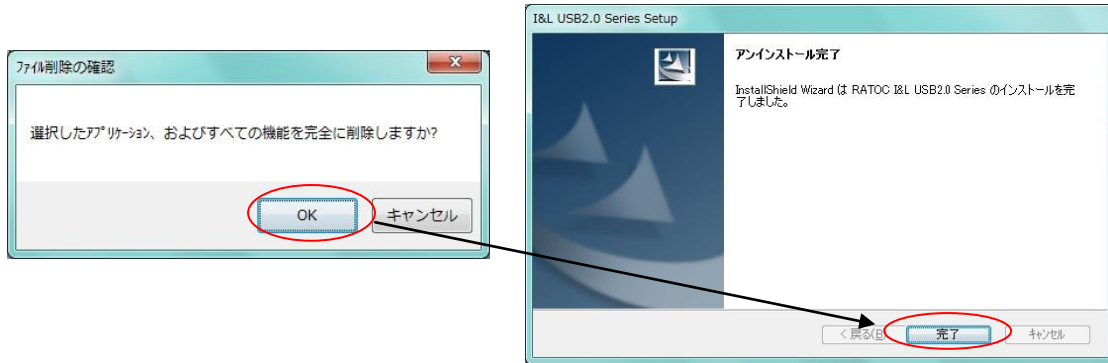 ﾌｧｲﾙ削除の確認
選択したｱﾌﾟﾘｹｰｼｮﾝ、およびすべての機能を完全に削除しますか?
OK
キャンセル
I&L USB2.0 Series Setup
アンインストール完了
InstallShield Wizard は RATOC I&L USB2.0 Series のインストールを完
了しました。
< 戻る(B)
完了
ｷｬﾝｾﾙ